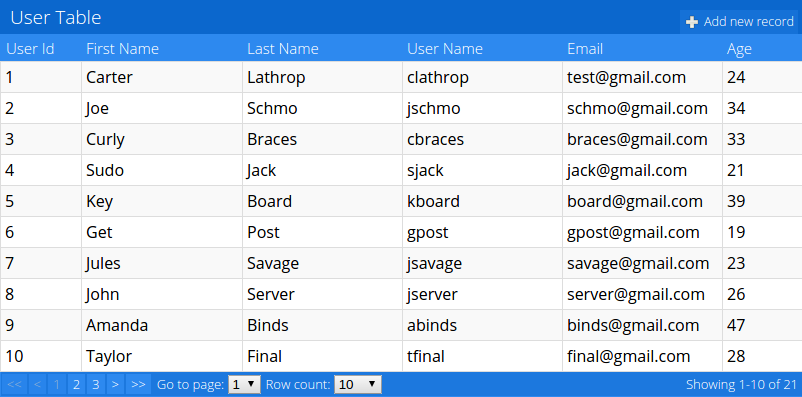 User Table
Add new record
User Id First Name Last Name User Name Email Age
1 Carter Lathrop clathrop test@gmail.com 24
2 Joe Schmo jschmo schmo@gmail.com 34
3 Curly Braces cbraces braces@gmail.com 33
4 Sudo Jack sjack jack@gmail.com 21
5 Key Board kboard board@gmail.com 39
6 Get Post gpost gpost@gmail.com 19
7 Jules Savage jsavage savage@gmail.com 23
8 John Server jserver server@gmail.com 26
9 Amanda Binds abinds binds@gmail.com 47
10 Taylor Final tfinal final@gmail.com 28
<< < 1 2 3 > >> Go to page: 1 Row count: 10 Showing 1-10 of 21